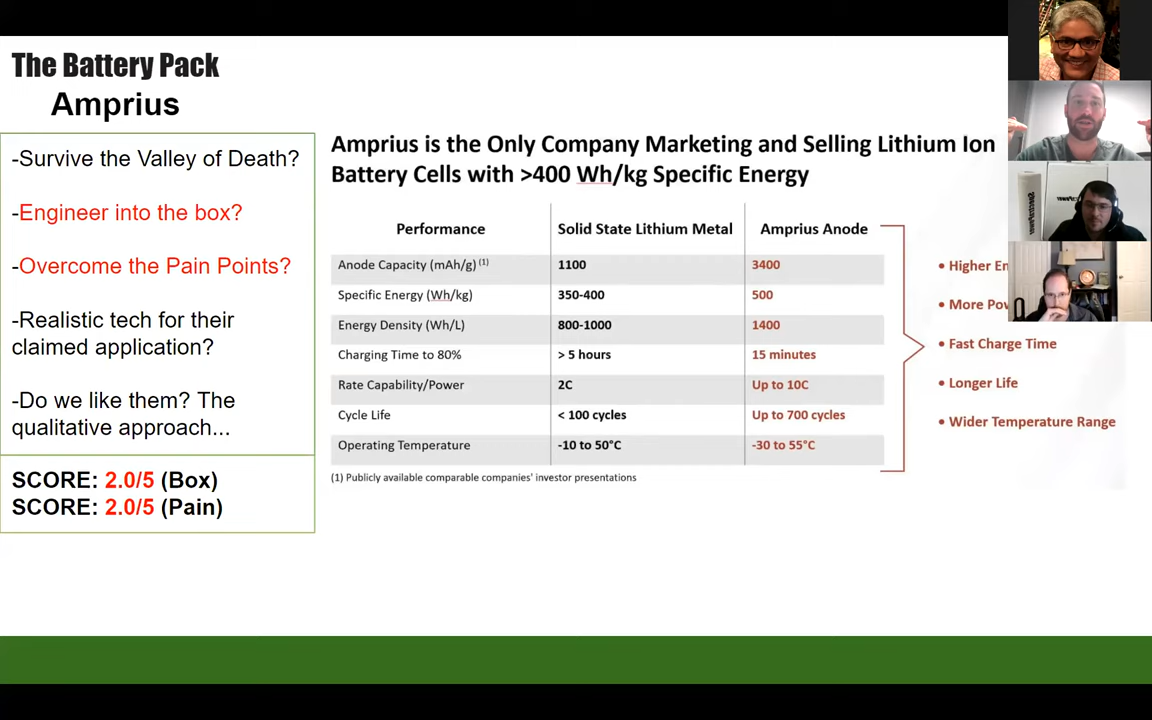 The Battery Pack
Amprius
-Survive the Valley of Death?
-Engineer into the box?
-Overcome the Pain Points?
-Realistic tech for their
claimed application?
-Do we like them? The
qualitative approach...
SCORE: 2.0/5 (Box)
SCORE: 2.0/5 (Pain)
Amprius is the Only Company Marketing and Selling Lithium Ion
Battery Cells with >400 Wh/kg Specific Energy
Performance Solid State Lithium Metal Amprius Anode
Anode Capacity (mAh/g) (1) 1100 3400
Specific Energy (Wh/kg) 350-400 500
Energy Density (Wh/L) 800-1000 1400
Charging Time to 80% > 5 hours 15 minutes
Rate Capability/Power 2C Up to 10C
Cycle Life < 100 cycles Up to 700 cycles
Operating Temperature -10 to 50°C -30 to 55°C
(1) Publicly available comparable companies' investor presentations
• Higher En
• More Pow
• Fast Charge Time
• Longer Life
• Wider Temperature Range